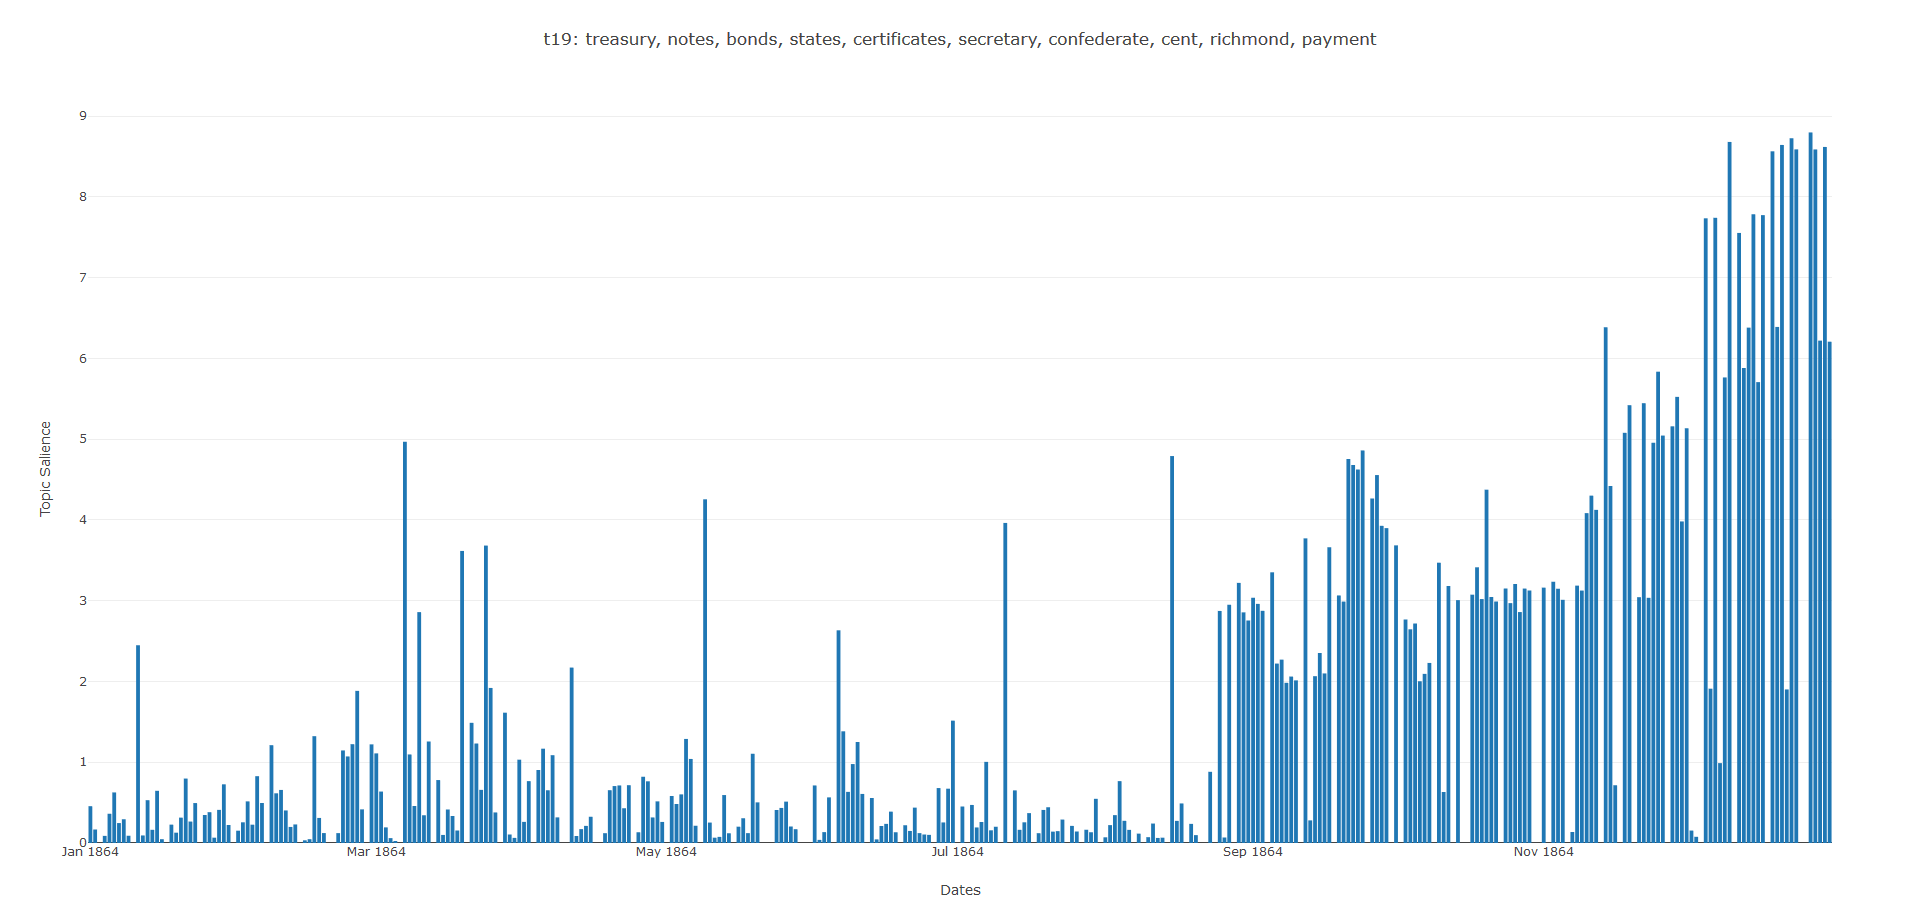 t19: treasury, notes, bonds, states, certificates, secretary, confederate, cent, richmond, payment
9
8
7
6
5
4
3
2
1
0
Topic Salience
Jan 1864 Mar 1864 May 1864 Jul 1864 Sep 1864 Nov 1864
Dates